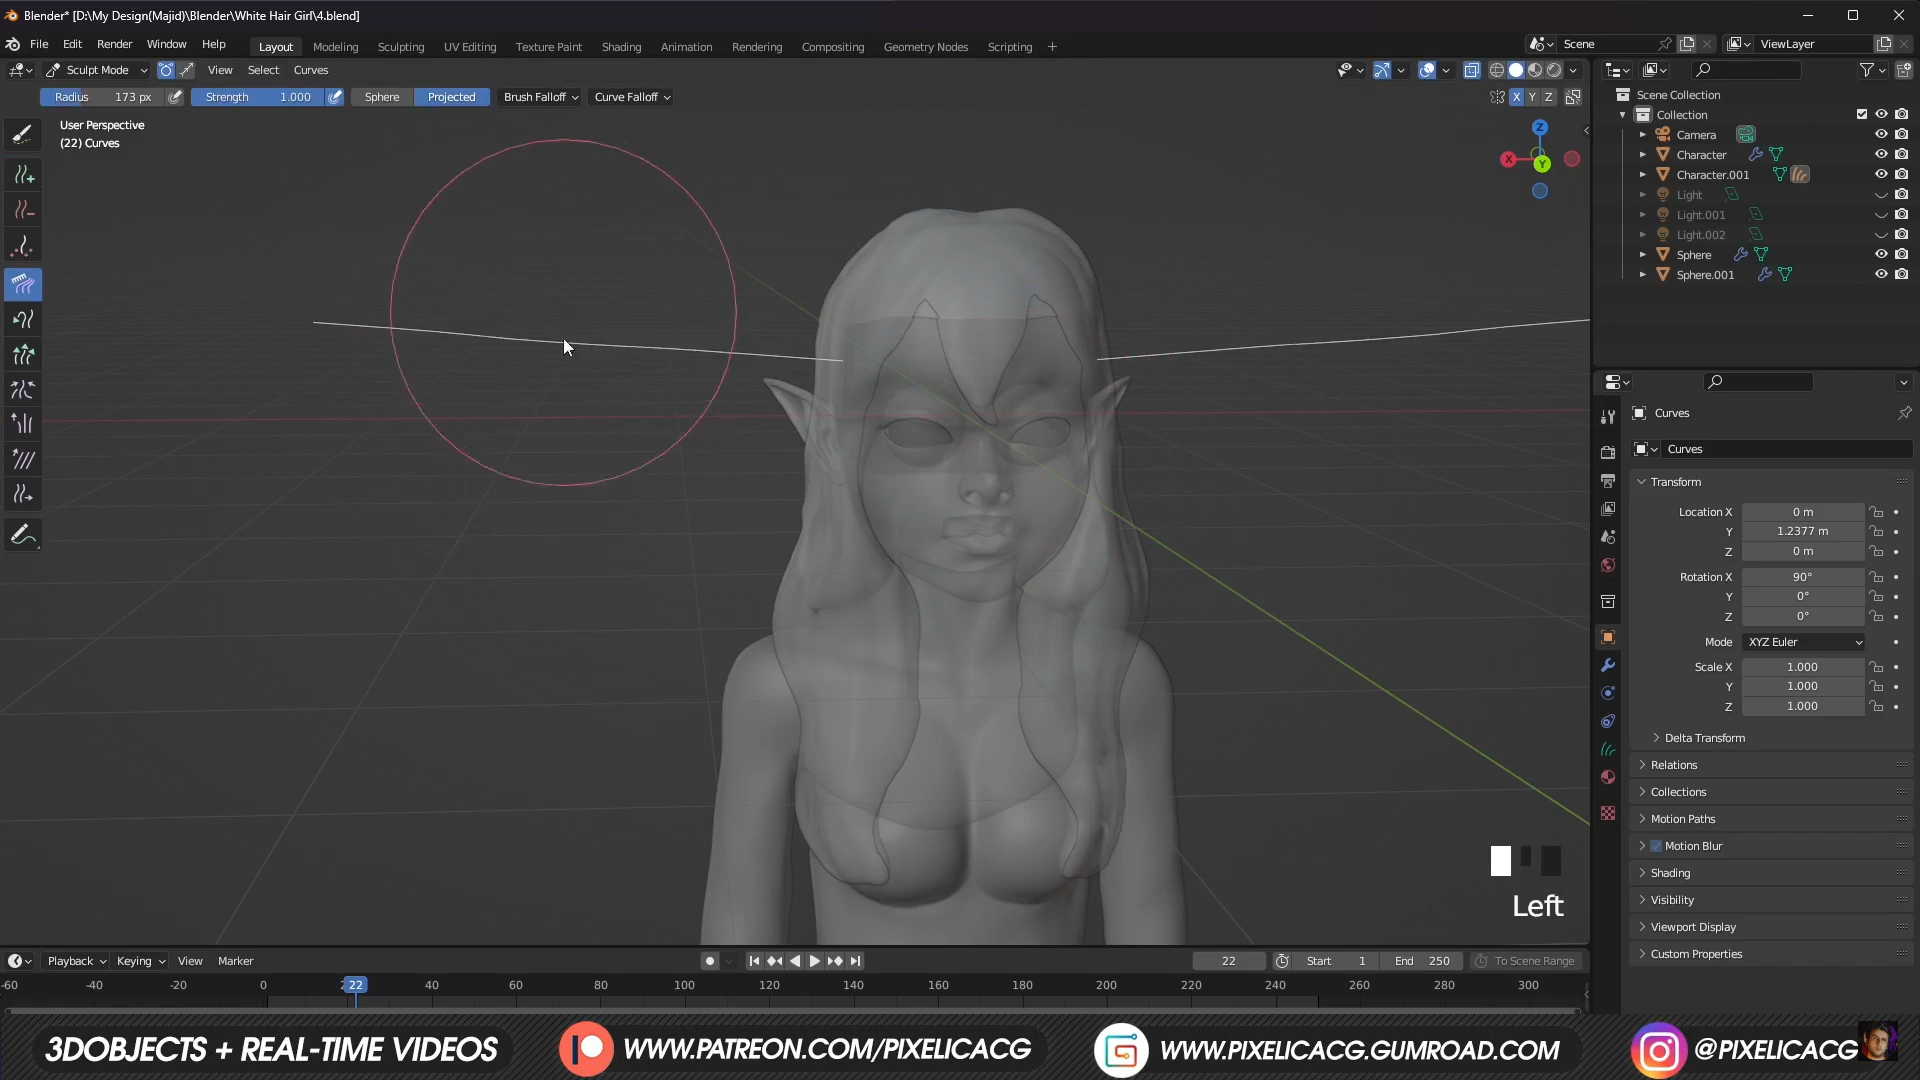 Blender* [D:\My Design(Majid)\Blender\White Hair Girl\4.blend]
File Edit Render Window Help Layout Modeling Sculpting UV Editing Texture Paint Shading Animation Rendering Compositing Geometry Nodes Scripting + Scene ViewLayer
Sculpt Mode View Select Curves
Radius 173 px Strength 1.000 Sphere Projected Brush Falloff Curve Falloff X Y Z
User Perspective
(22) Curves
Z
X
Y
Scene Collection
Collection
Camera
Character
Character.001
Light
Light.001
Light.002
Sphere
Sphere.001
Curves
Curves
Transform
Location X 0 m
Y 1.2377 m
Z 0 m
Rotation X 90°
Y 0°
Z 0°
Mode XYZ Euler
Scale X 1.000
Y 1.000
Z 1.000
Delta Transform
Relations
Collections
Motion Paths
Motion Blur
Shading
Visibility
Viewport Display
Custom Properties
Left
Playback Keying View Marker 22 Start 1 End 250 To Scene Range
-60 -40 -20 0 22 40 60 80 100 120 140 160 180 200 220 240 260 280 300
3DOBJECTS + REAL-TIME VIDEOS WWW.PATREON.COM/PIXELICACG WWW.PIXELICACG.GUMROAD.COM @PIXELICACG